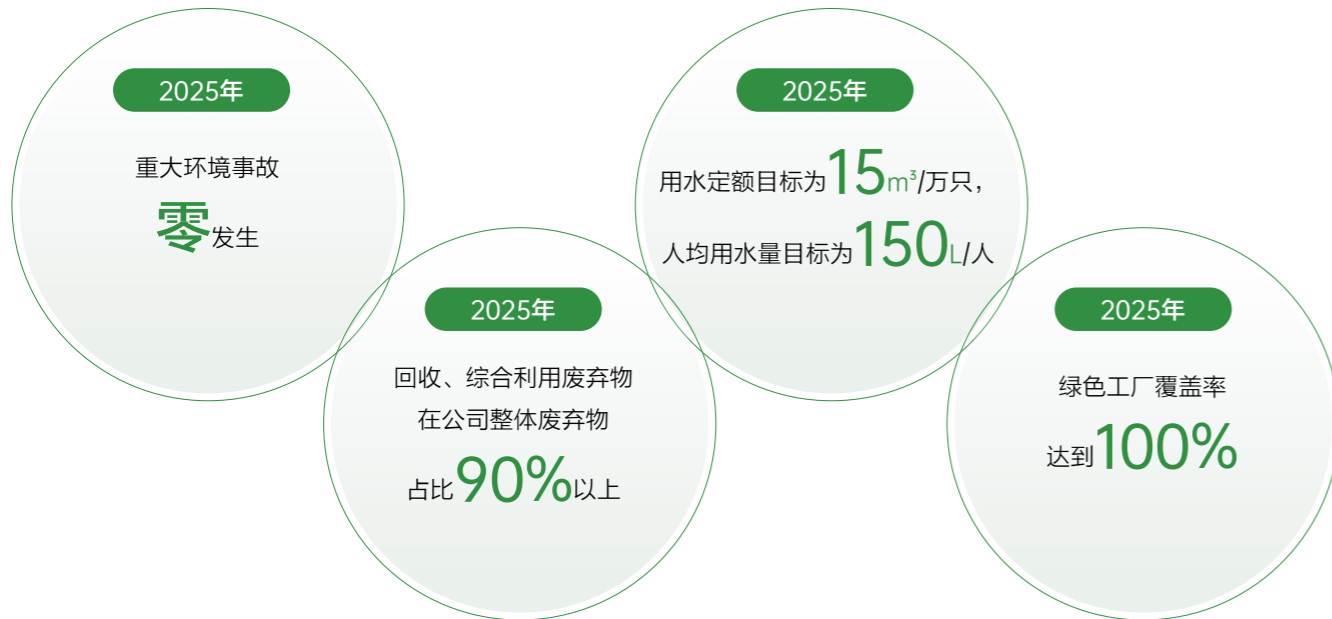 2025年
重大环境事故
零发生
2025年
回收、综合利用废弃物
在公司整体废弃物
占比90%以上
2025年
用水定额目标为15m³/万只，
人均用水量目标为150L/人
2025年
绿色工厂覆盖率
达到100%